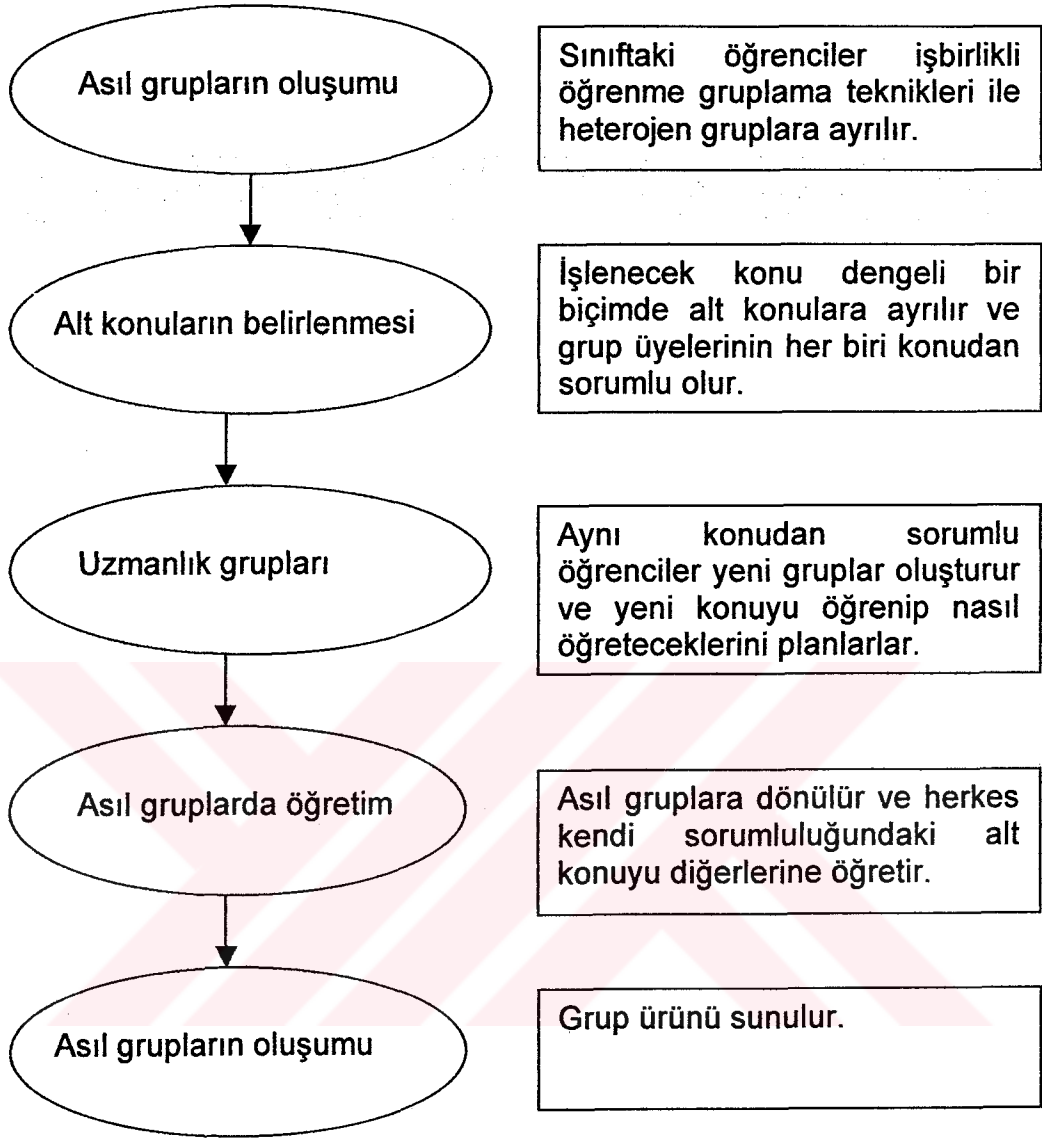 Asıl grupların oluşumu
Sınıftaki öğrenciler işbirlikli
öğrenme gruplama teknikleri ile
heterojen gruplara ayrılır.
Alt konuların belirlenmesi
İşlenecek konu dengeli bir
biçimde alt konulara ayrılır ve
grup üyelerinin her biri konudan
sorumlu olur.
Uzmanlık grupları
Aynı konudan sorumlu
öğrenciler yeni gruplar oluşturur
ve yeni konuyu öğrenip nasıl
öğreteceklerini planlarlar.
Asıl gruplarda öğretim
Asıl gruplara dönülür ve herkes
kendi sorumluluğundaki alt
konuyu diğerlerine öğretir.
Asıl grupların oluşumu
Grup ürünü sunulur.